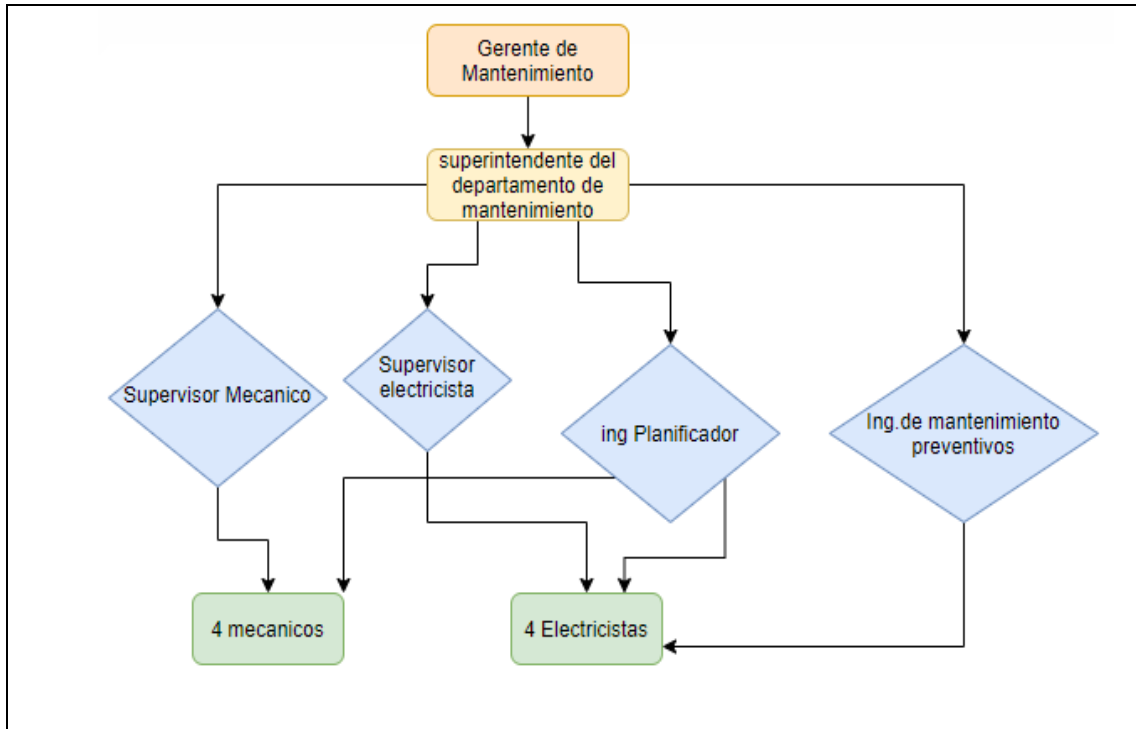 Gerente de
Mantenimiento
superintendente del
departamento de
mantenimiento
Supervisor Mecanico
Supervisor
electricista
ing Planificador
Ing.de mantenimiento
preventivos
4 mecanicos
4 Electricistas